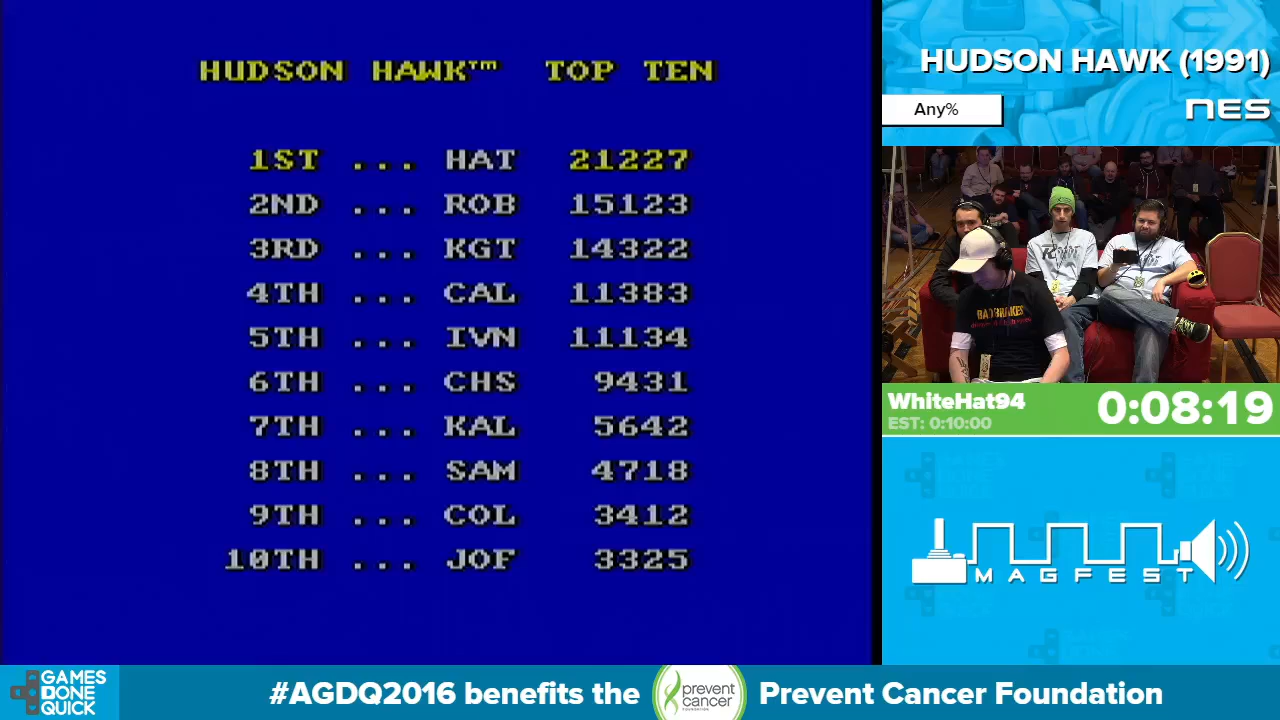 HUDSON HAWK™ TOP TEN
1ST ... HAT 21227
2ND ... ROB 15123
3RD ... KGT 14322
4TH ... CAL 11383
5TH ... IVN 11134
6TH ... CHS 9431
7TH ... KAL 5642
8TH ... SAM 4718
9TH ... COL 3412
10TH ... JOF 3325
HUDSON HAWK (1991)
Any%
NES
BAD BRAKES
WhiteHat94
EST: 0:10:00
0:08:19
MAGFEST
GAMES
DONE
QUICK
#AGDQ2016 benefits the
prevent
cancer
FOUNDATION
Prevent Cancer Foundation